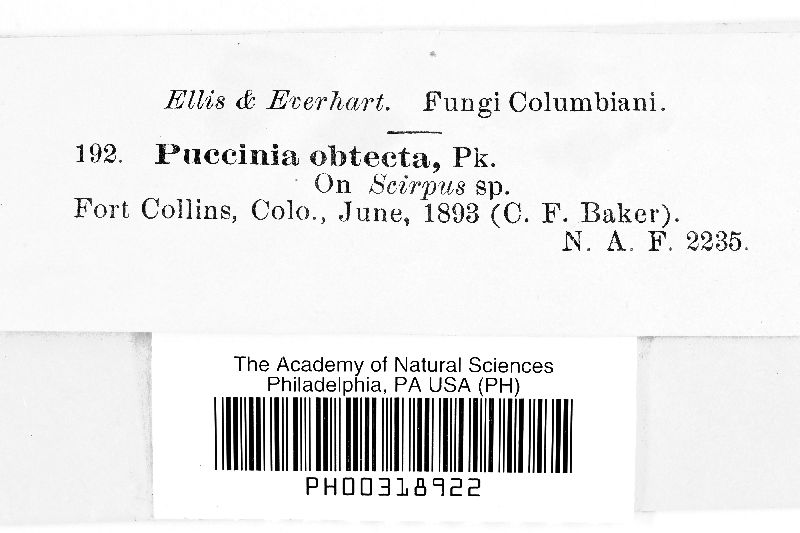 Ellis & Everhart. Fungi Columbiani.
192. Puccinia obtecta, Pk.
On Scirpus sp.
Fort Collins, Colo., June, 1893 (C. F. Baker).
N. A. F. 2235.
The Academy of Natural Sciences
Philadelphia, PA USA (PH)
PH00318922